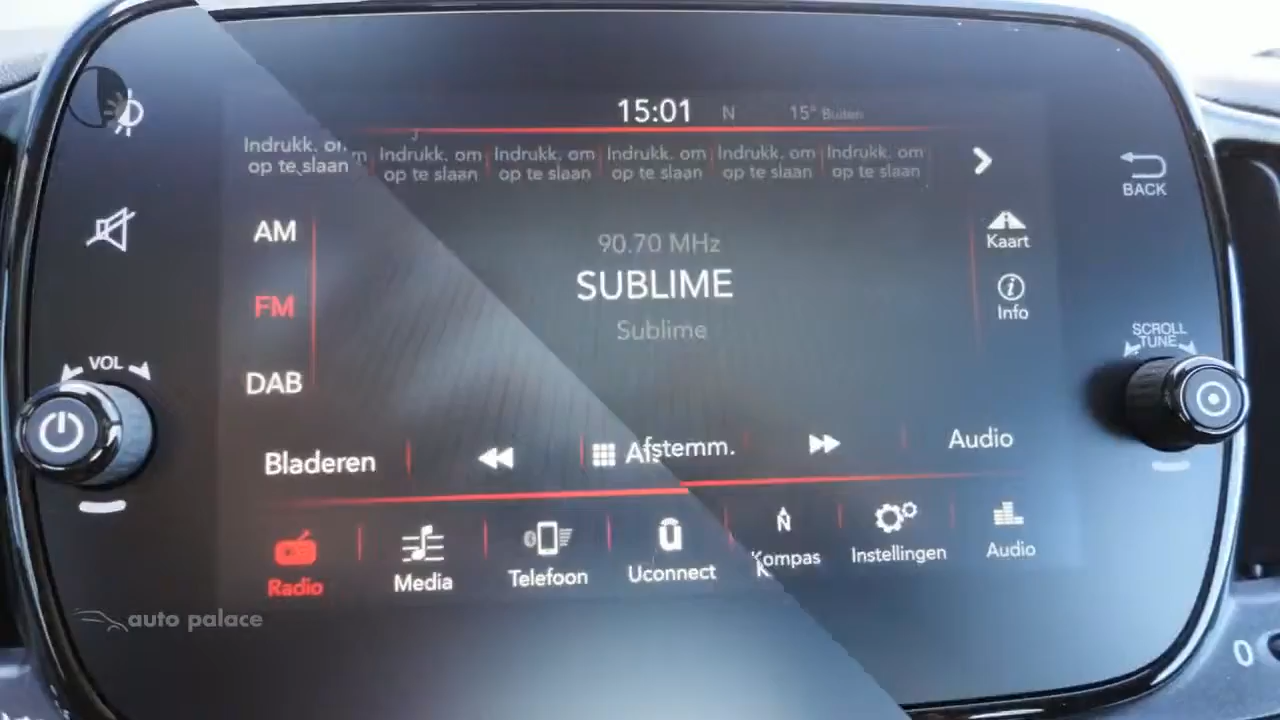 15:01 N 15° Buiten
Indrukk. om op te slaan
Indrukk. om op te slaan
Indrukk. om op te slaan
Indrukk. om op te slaan
Indrukk. om op te slaan
Indrukk. om op te slaan
BACK
AM
90.70 MHz
Kaart
SUBLIME
FM
Info
Sublime
SCROLL
TUNE
VOL
DAB
Bladeren
Afstemm.
Audio
Radio
Media
Telefoon
Uconnect
N
Kompas
Instellingen
Audio
auto palace
0